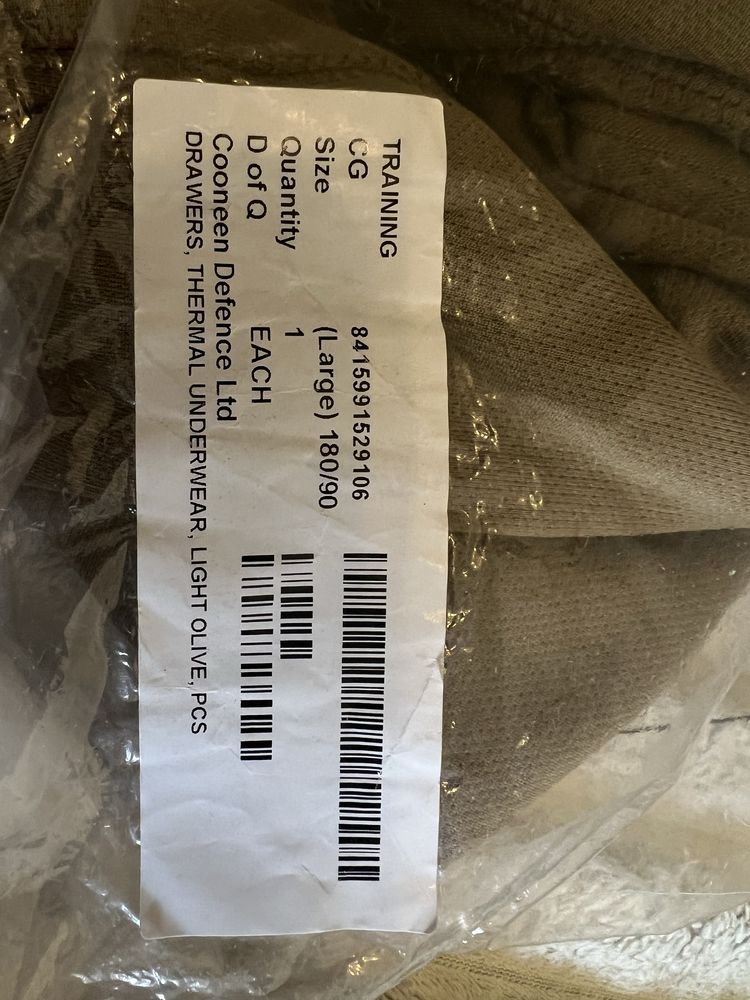 TRAINING
CG 8415991529106
Size (Large) 180/90
Quantity 1
D of Q EACH
Cooneen Defence Ltd
DRAWERS, THERMAL UNDERWEAR, LIGHT OLIVE, PCS